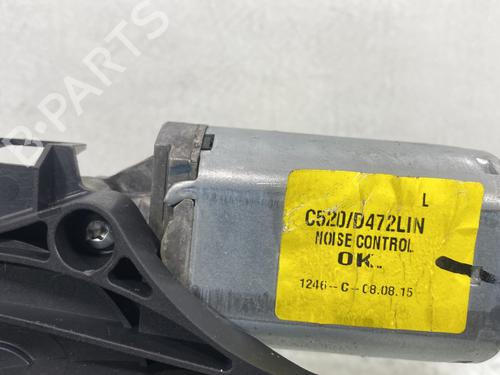 B-PARTS
L
C520/D472LIN
NOISE CONTROL
OK..
1246--C--08.08.15